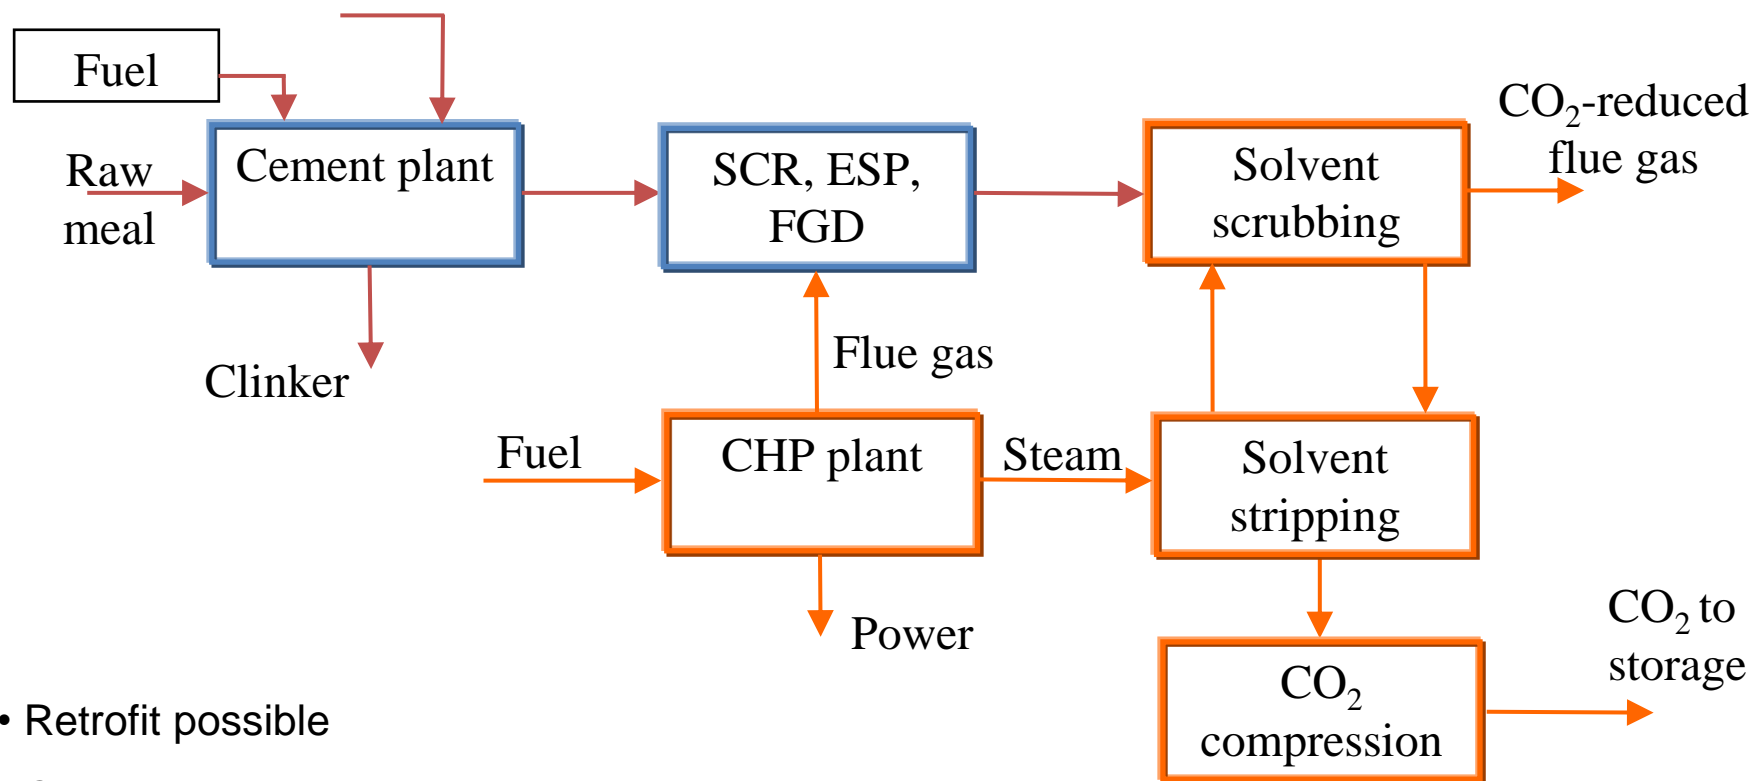 Fuel
CO₂-reduced
flue gas
Raw
meal
Cement plant
SCR, ESP,
FGD
Solvent
scrubbing
Clinker
Flue gas
Fuel
CHP plant
Steam
Solvent
stripping
Power
CO₂ to
storage
CO₂
compression
• Retrofit possible